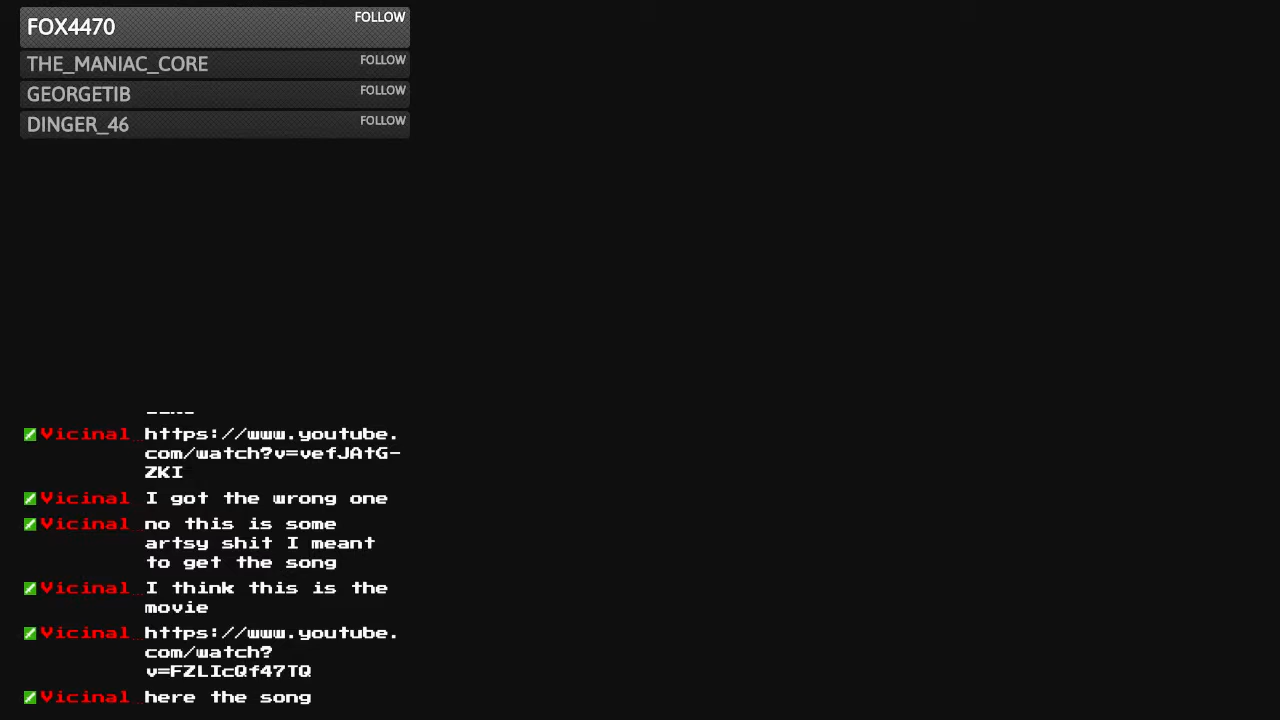 FOX4470 FOLLOW
THE_MANIAC_CORE FOLLOW
GEORGETIB FOLLOW
DINGER_46 FOLLOW
Vicinal https://www.youtube.
com/watch?v=vefJAtG-
ZKI
Vicinal I got the wrong one
Vicinal no this is some
artsy shit I meant
to get the song
Vicinal I think this is the
movie
Vicinal https://www.youtube.
com/watch?
v=FZLIcQf47TQ
Vicinal here the song